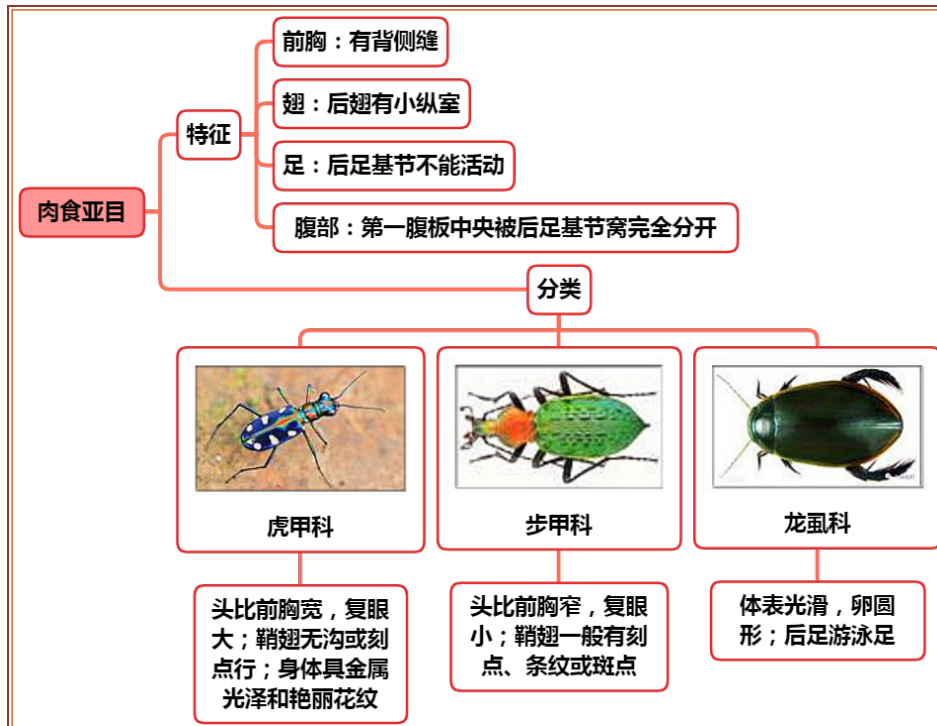 前胸：有背侧缝
翅：后翅有小纵室
特征
足：后足基节不能活动
肉食亚目
腹部：第一腹板中央被后足基节窝完全分开
分类
虎甲科
步甲科
龙虱科
头比前胸宽，复眼
大；鞘翅无沟或刻
点行；身体具金属
光泽和艳丽花纹
头比前胸窄，复眼
小；鞘翅一般有刻
点、条纹或斑点
体表光滑，卵圆
形；后足游泳足